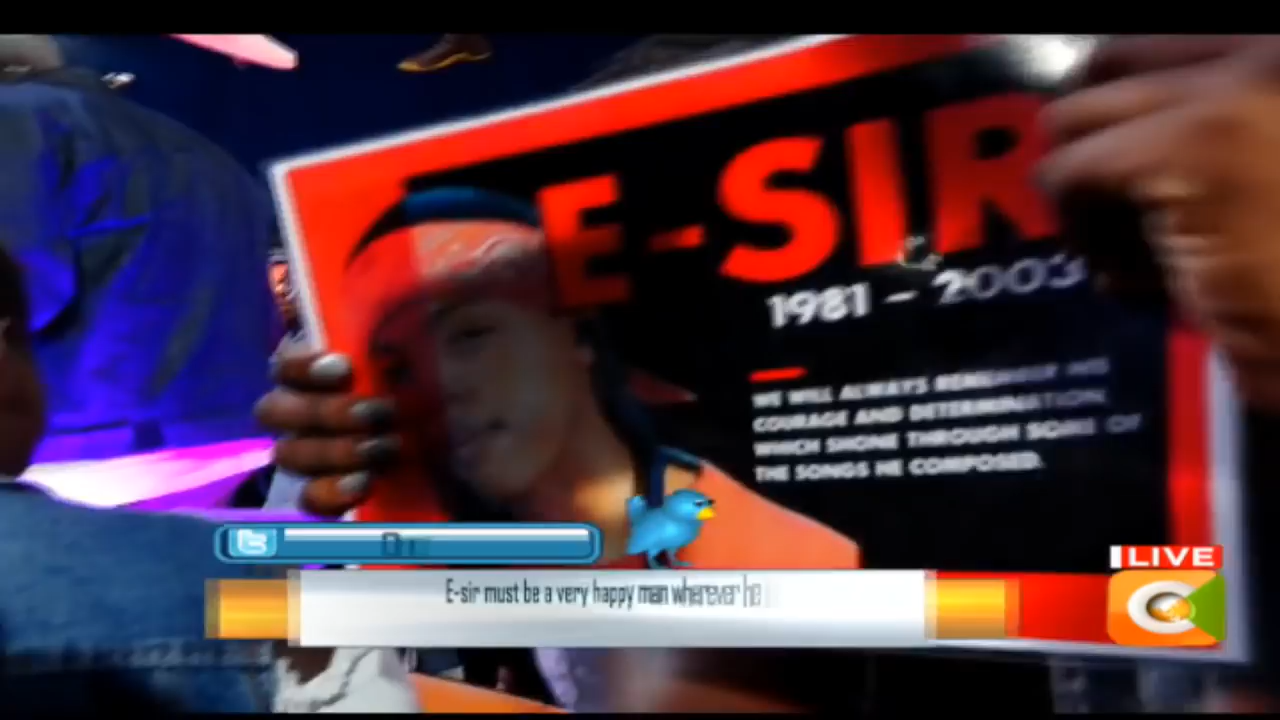 E-SIR
1981 - 2003
WE WILL ALWAYS REMEMBER HIS
COURAGE AND DETERMINATION,
WHICH SHONE THROUGH SOME OF
THE SONGS HE COMPOSED.
E-sir must be a very happy man wherever he
LIVE